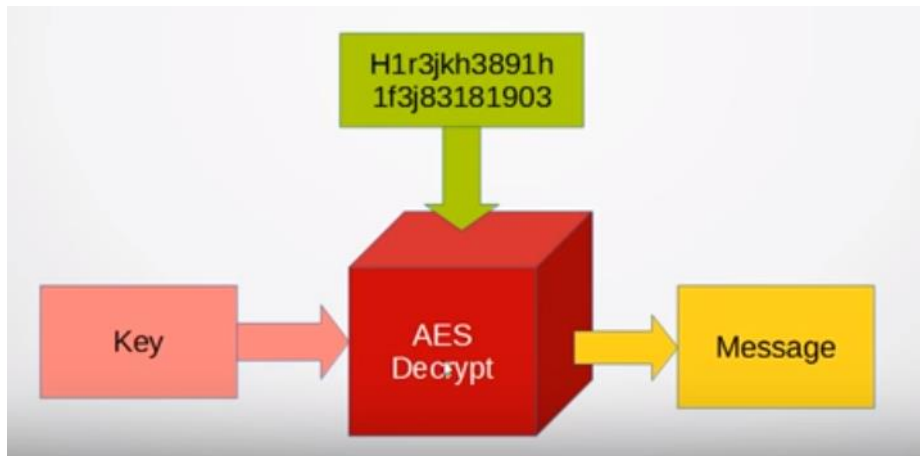 H1r3jkh3891h
1f3j83181903
Key
AES
Decrypt
Message